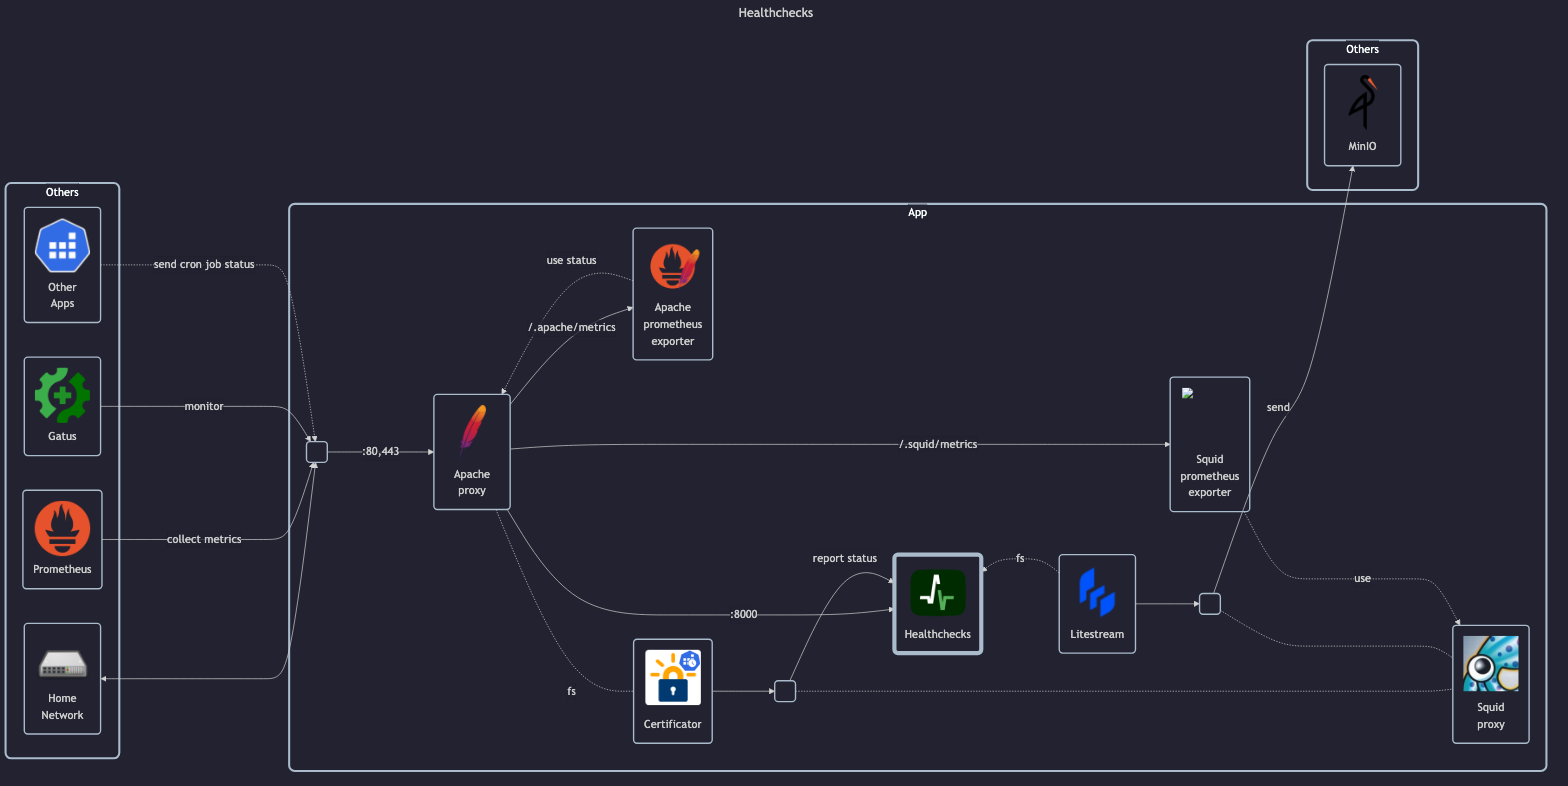 Healthchecks
Others
MinIO
Others
App
Other
Apps
send cron job status
use status
Apache
prometheus
exporter
/.apache/metrics
Gatus
monitor
:80,443
Apache
proxy
/.squid/metrics
Squid
prometheus
exporter
send
Prometheus
collect metrics
report status
Healthchecks
fs
Litestream
use
:8000
Home
Network
fs
Certificator
Squid
proxy